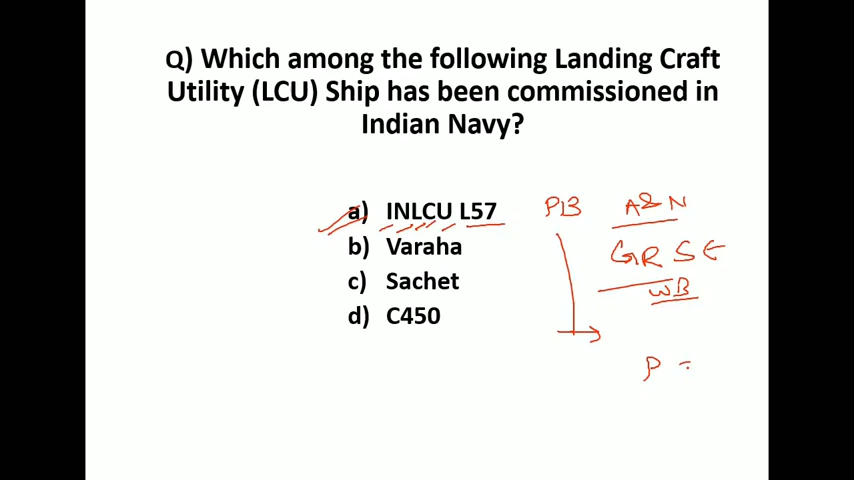 Q) Which among the following Landing Craft
Utility (LCU) Ship has been commissioned in
Indian Navy?
a) INLCU L57
b) Varaha
c) Sachet
d) C450
PB
A&N
GRSE
WB
P